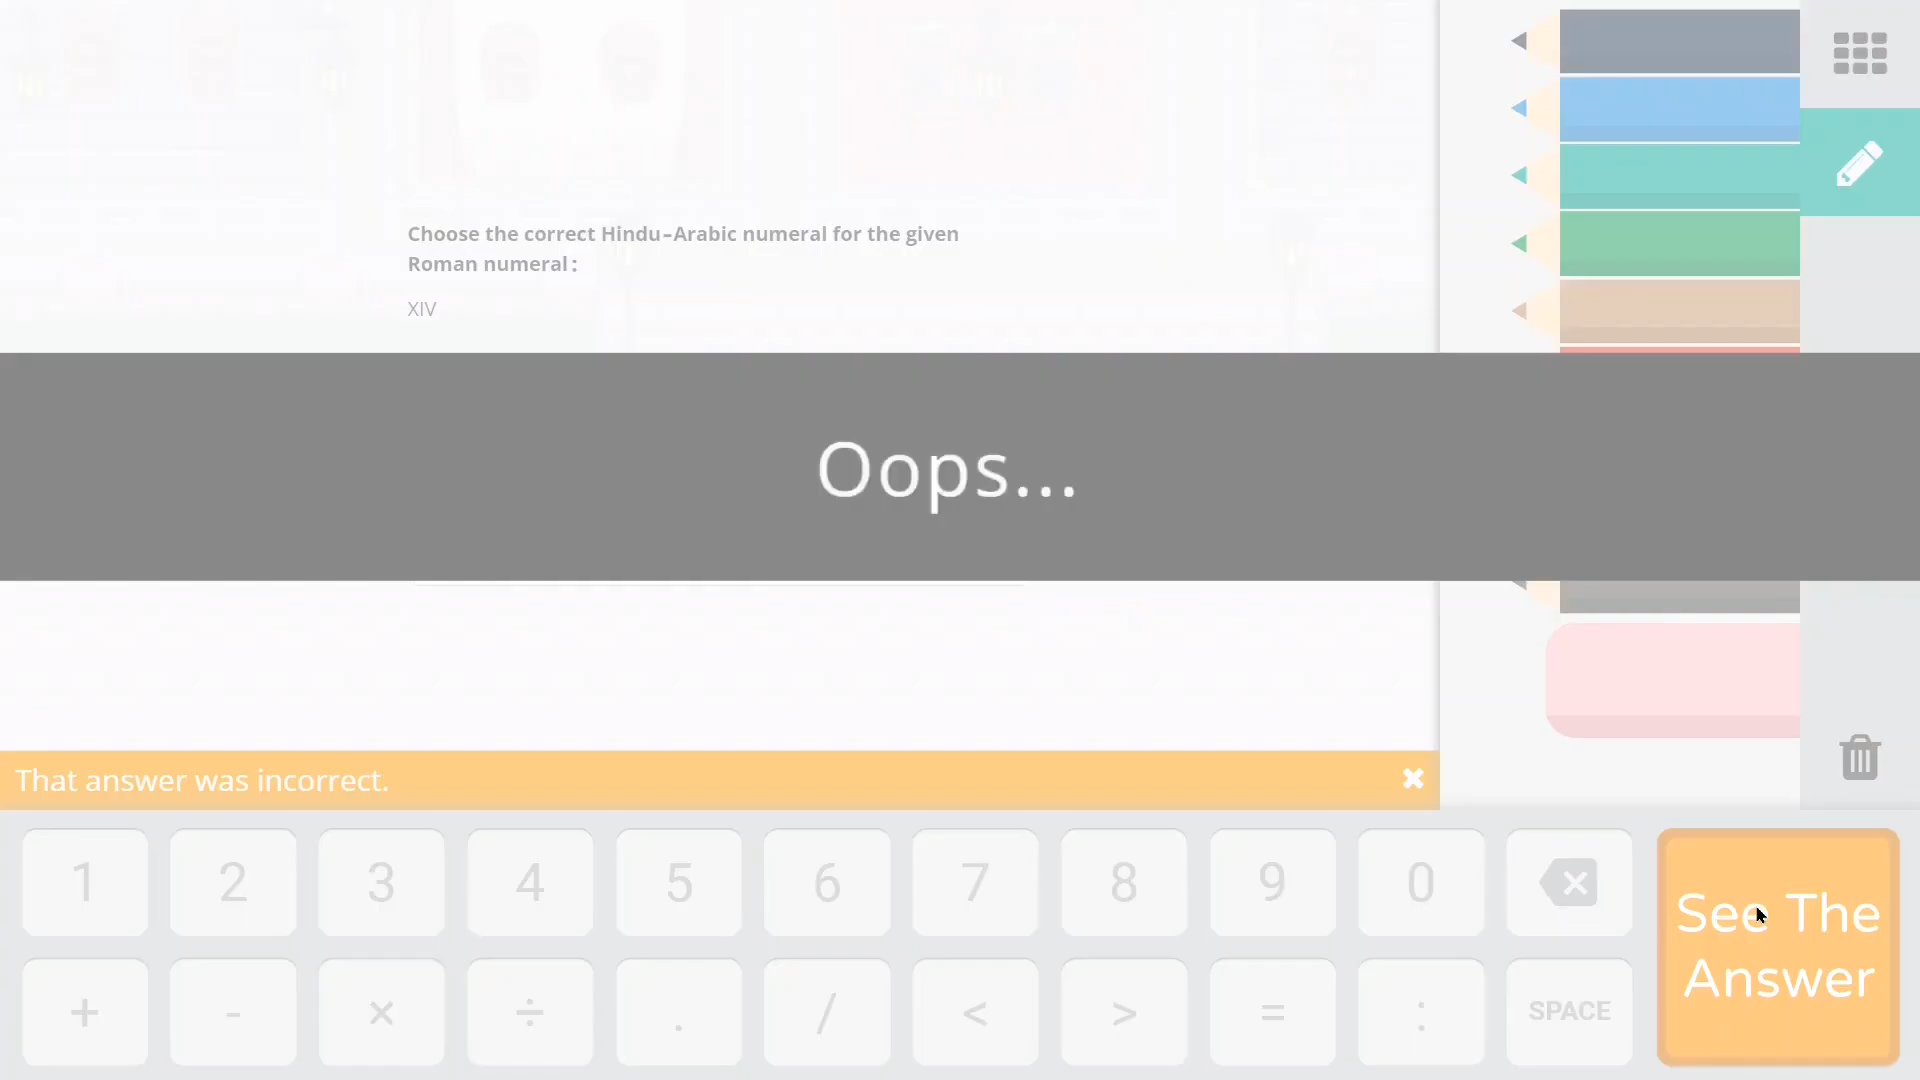 Choose the correct Hindu-Arabic numeral for the given
Roman numeral:
XIV
Oops...
That answer was incorrect.
1 2 3 4 5 6 7 8 9 0
See The
Answer
+ - × ÷ . / < > = : SPACE